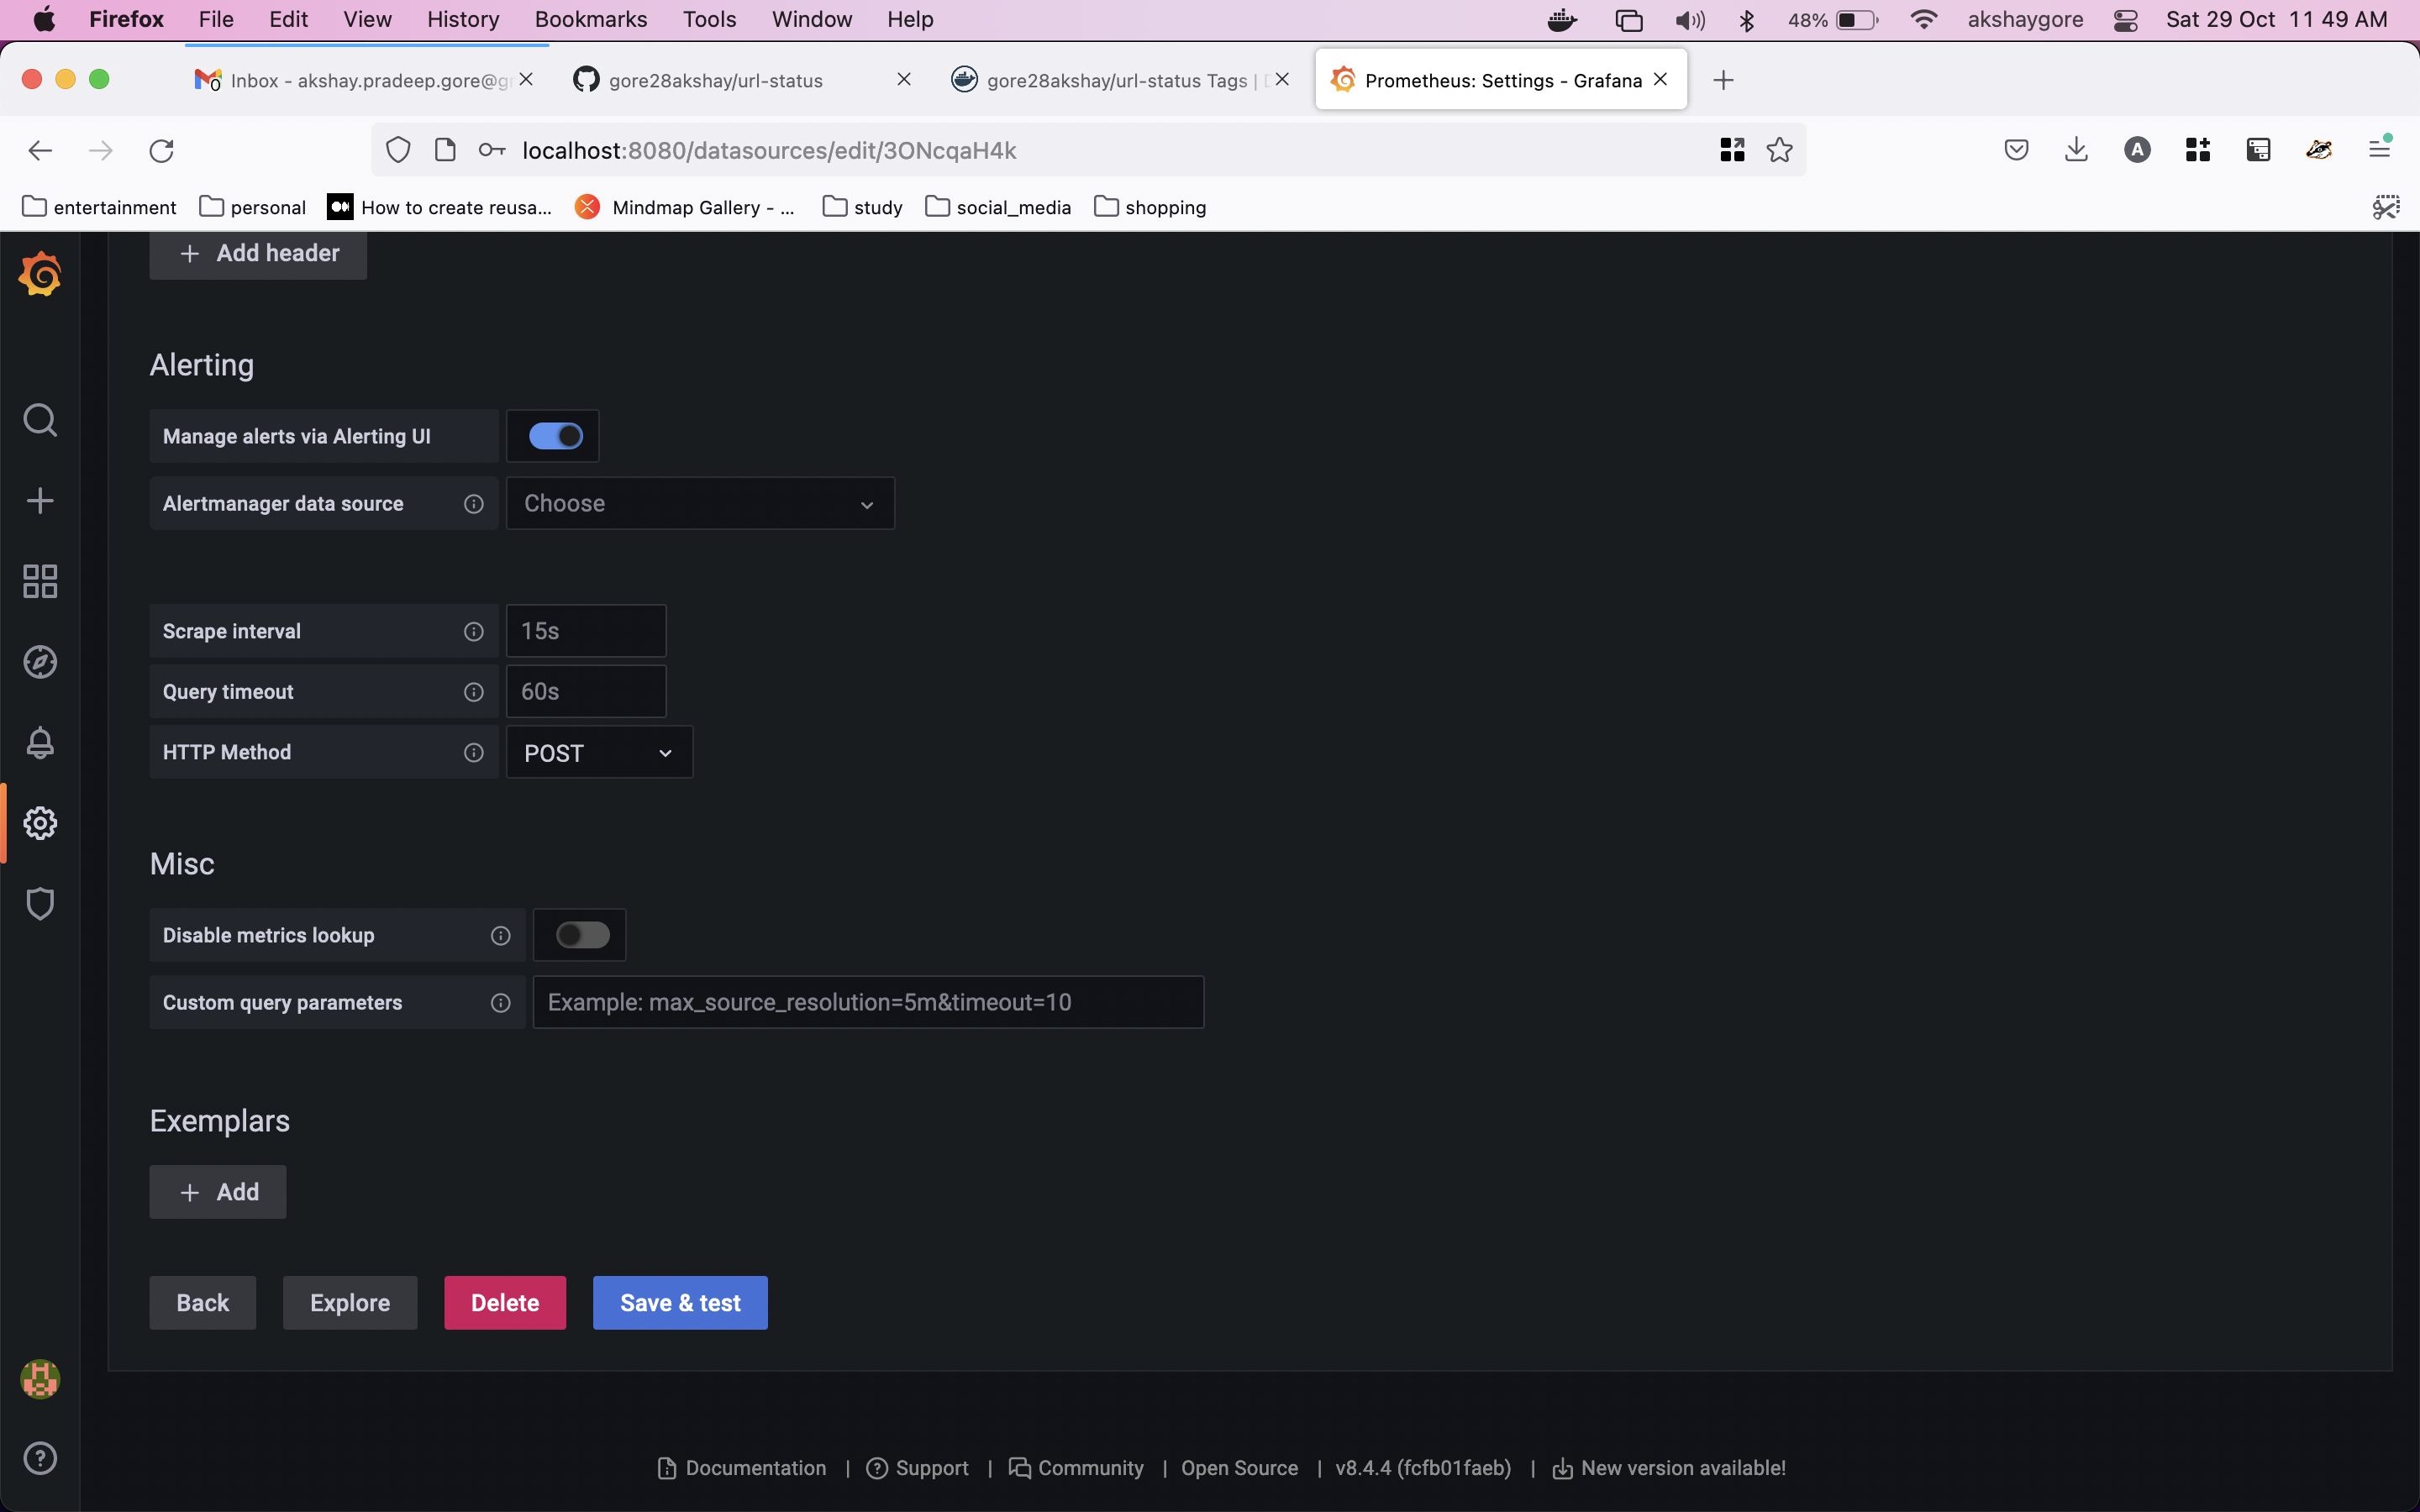 Firefox File Edit View History Bookmarks Tools Window Help 48% akshaygore Sat 29 Oct 11 49 AM
Inbox - akshay.pradeep.gore@g gore28akshay/url-status gore28akshay/url-status Tags | Prometheus: Settings - Grafana
localhost:8080/datasources/edit/3ONcqaH4k A
entertainment personal How to create reusa... Mindmap Gallery - ... study social_media shopping
+ Add header
Alerting
Manage alerts via Alerting UI
Alertmanager data source Choose
Scrape interval 15s
Query timeout 60s
HTTP Method POST
Misc
Disable metrics lookup
Custom query parameters Example: max_source_resolution=5m&timeout=10
Exemplars
+ Add
Back Explore Delete Save & test
Documentation | Support | Community | Open Source | v8.4.4 (fcfb01faeb) | New version available!